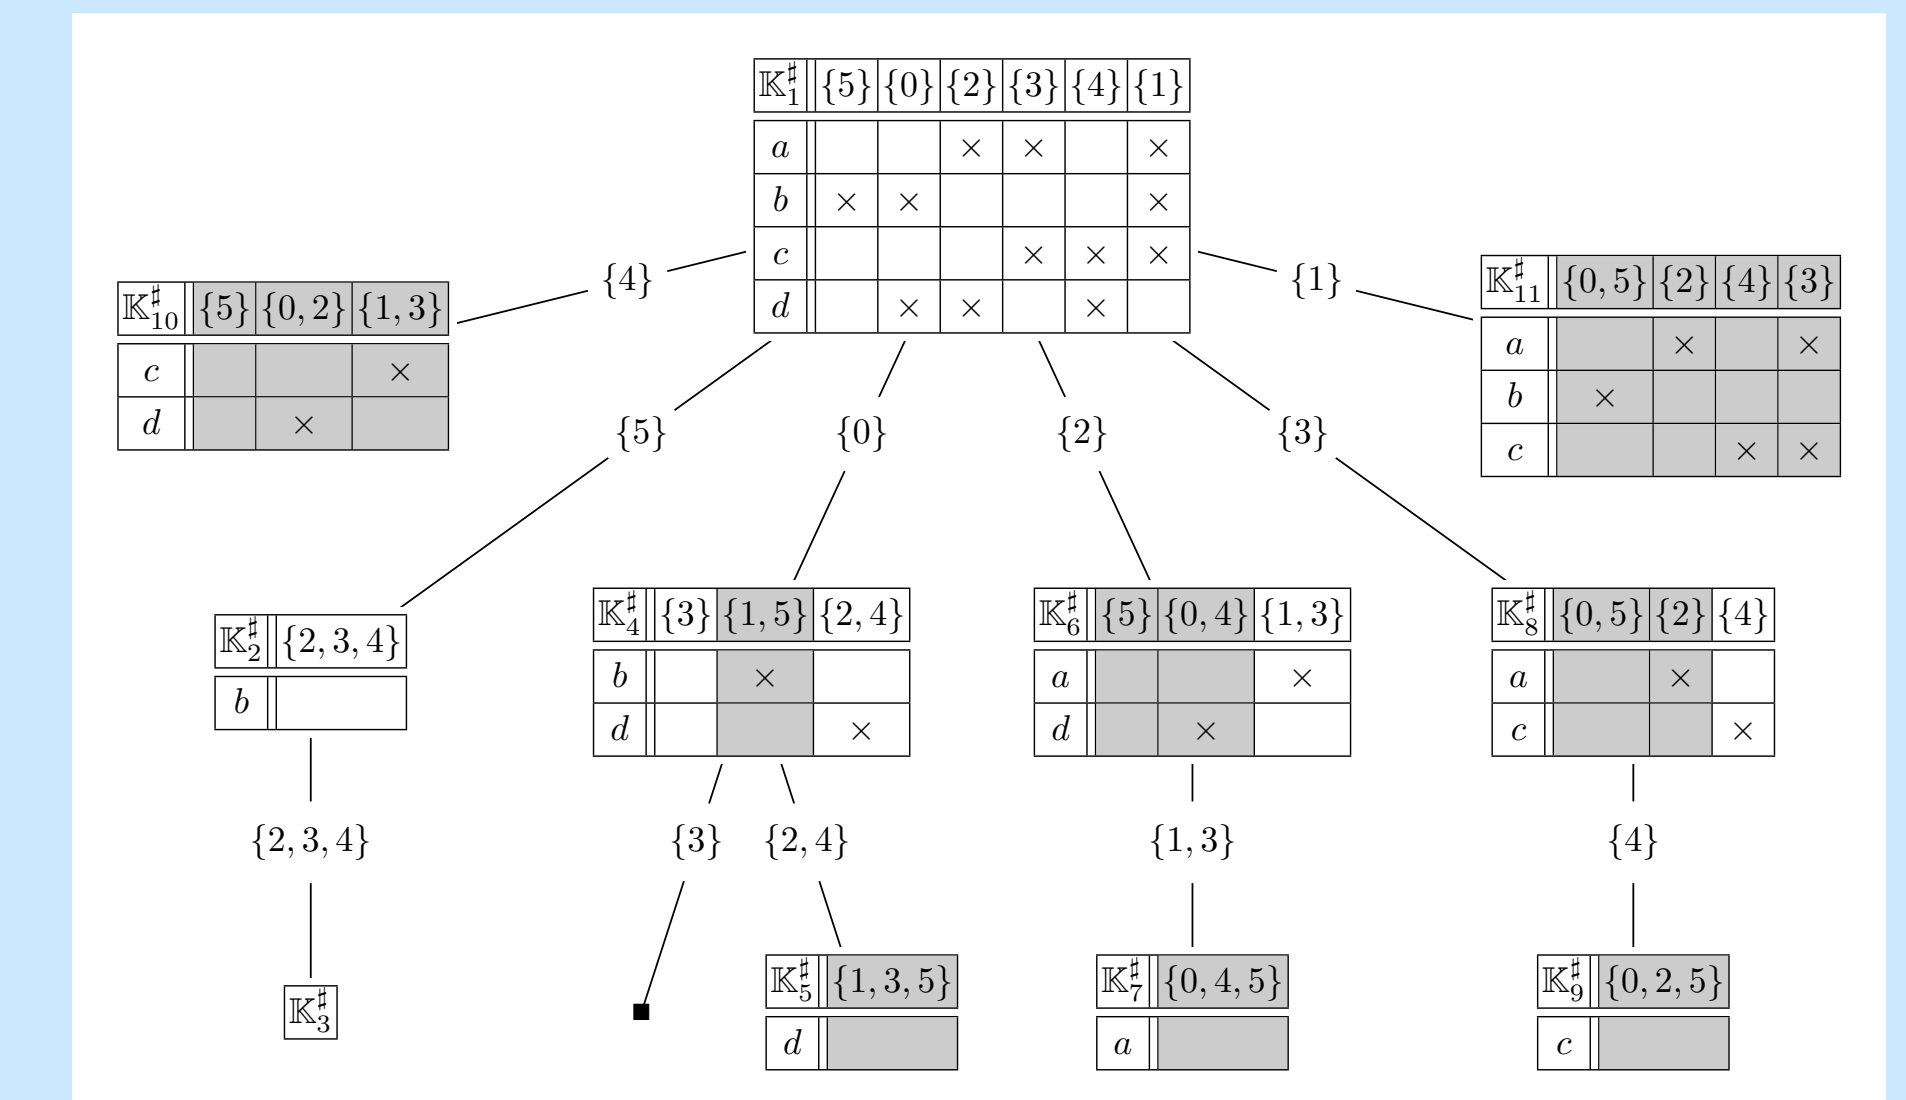 𝕂♯1 {5} {0} {2} {3} {4} {1}
a × × ×
b × × ×
c × × ×
d × × ×
{4}
{1}
𝕂♯10 {5} {0, 2} {1, 3}
c ×
d ×
𝕂♯11 {0, 5} {2} {4} {3}
a × ×
b ×
c × ×
{5} {0} {2} {3}
𝕂♯2 {2, 3, 4}
b
𝕂♯4 {3} {1, 5} {2, 4}
b ×
d ×
𝕂♯6 {5} {0, 4} {1, 3}
a ×
d ×
𝕂♯8 {0, 5} {2} {4}
a ×
c ×
{2, 3, 4} {3} {2, 4} {1, 3} {4}
𝕂♯3
𝕂♯5 {1, 3, 5}
d
𝕂♯7 {0, 4, 5}
a
𝕂♯9 {0, 2, 5}
c